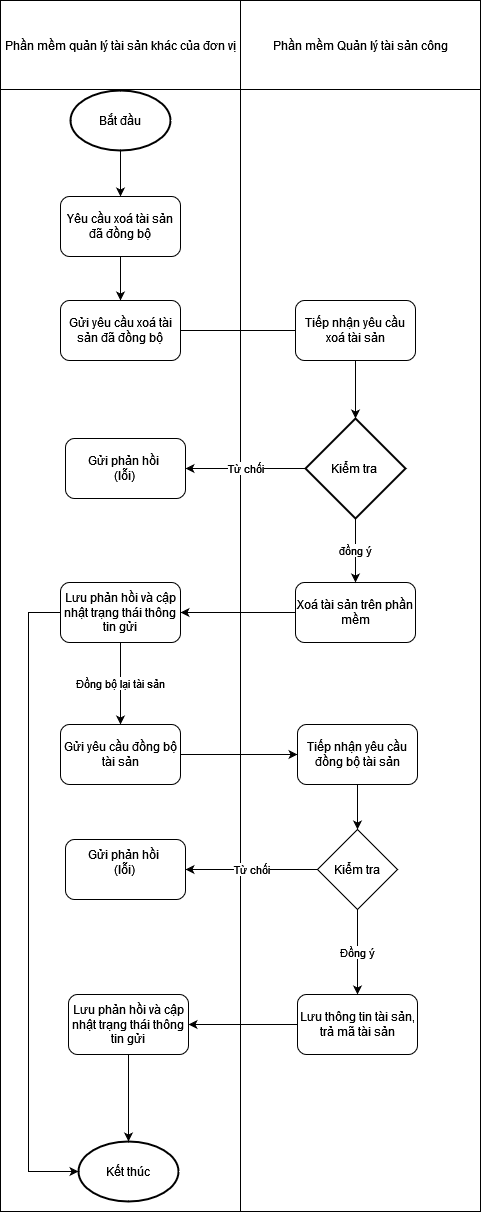 Phần mềm quản lý tài sản khác của đơn vị
Phần mềm Quản lý tài sản công
Bắt đầu
Yêu cầu xoá tài sản
đã đồng bộ
Gửi yêu cầu xoá tài
sản đã đồng bộ
Tiếp nhận yêu cầu
xoá tài sản
Gửi phản hồi
(lỗi)
Từ chối
Kiểm tra
đồng ý
Lưu phản hồi và cập
nhật trạng thái thông
tin gửi
Xoá tài sản trên phần
mềm
Đồng bộ lại tài sản
Gửi yêu cầu đồng bộ
tài sản
Tiếp nhận yêu cầu
đồng bộ tài sản
Gửi phản hồi
(lỗi)
Từ chối
Kiểm tra
Đồng ý
Lưu phản hồi và cập
nhật trạng thái thông
tin gửi
Lưu thông tin tài sản,
trả mã tài sản
Kết thúc